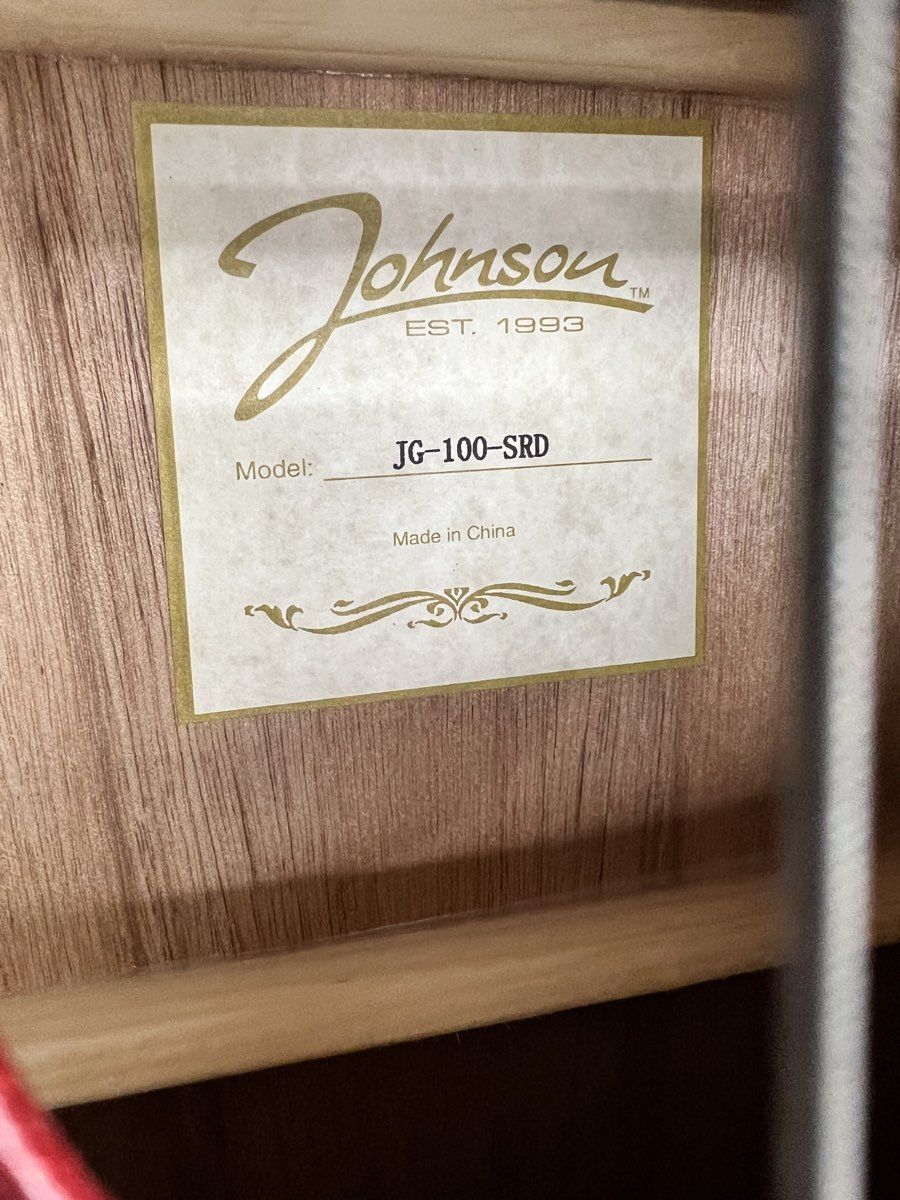 Johnson TM
EST. 1993
Model: JG-100-SRD
Made in China